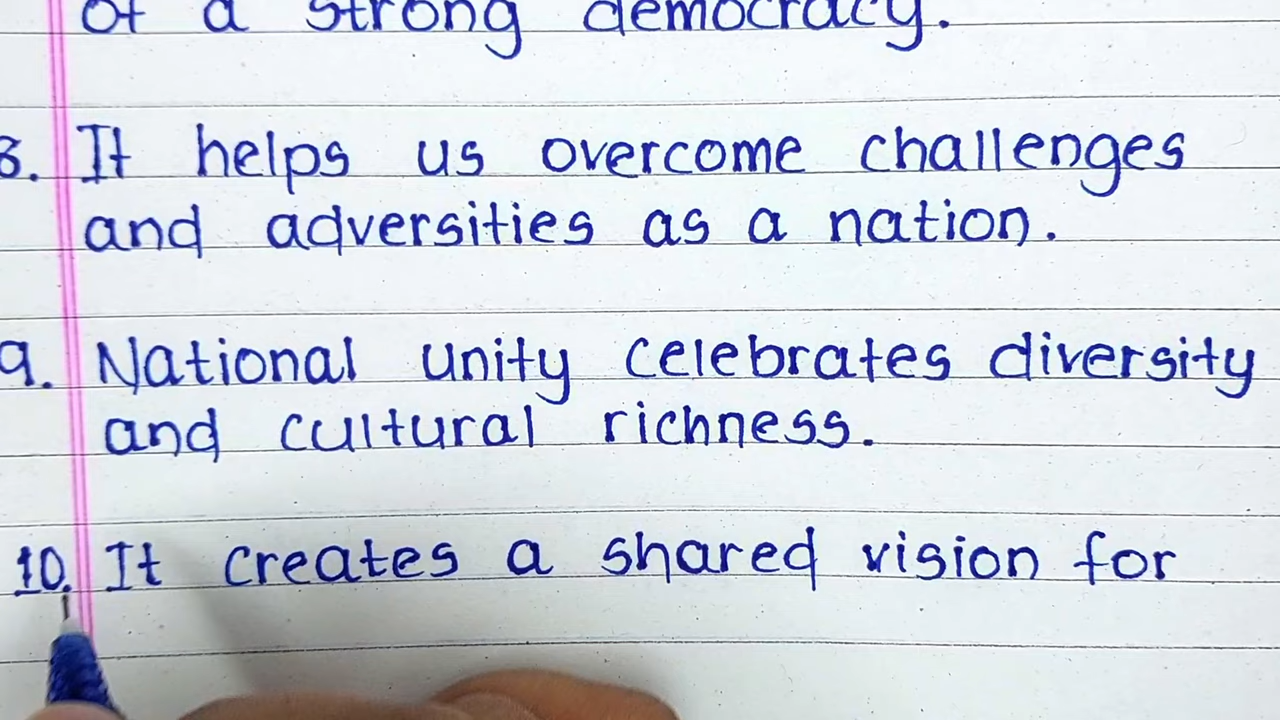 of a strong democracy.
8. It helps us overcome challenges
and adversities as a nation.
9. National unity celebrates diversity
and cultural richness.
10. It creates a shared vision for